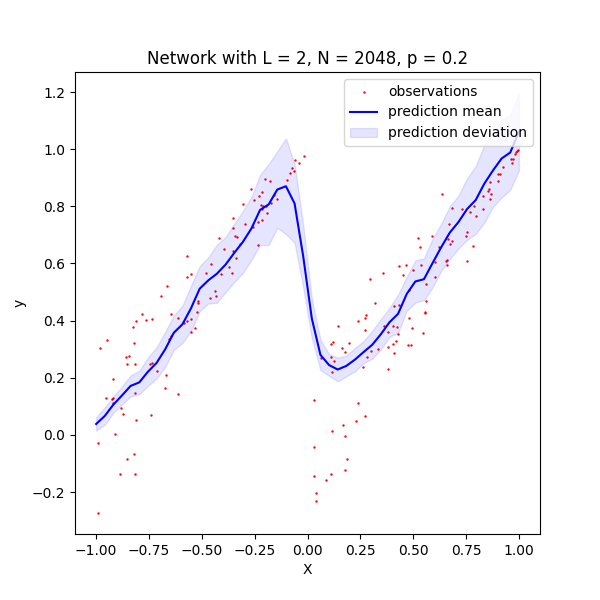 Network with L = 2, N = 2048, p = 0.2
observations
prediction mean
prediction deviation
y
1.2
1.0
0.8
0.6
0.4
0.2
0.0
−0.2
−1.00 −0.75 −0.50 −0.25 0.00 0.25 0.50 0.75 1.00
X